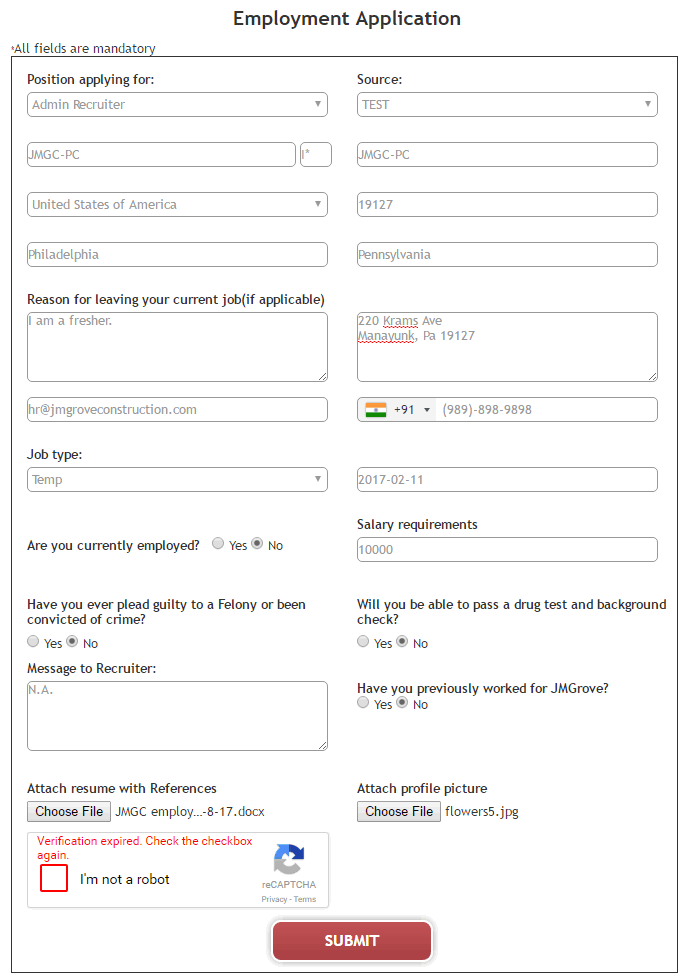 Employment Application
*All fields are mandatory
Position applying for:
Source:
Admin Recruiter
TEST
JMGC-PC
I*
JMGC-PC
United States of America
19127
Philadelphia
Pennsylvania
Reason for leaving your current job(if applicable)
I am a fresher.
220 Krams Ave
Manayunk, Pa 19127
hr@jmgroveconstruction.com
+91
(989)-898-9898
Job type:
Temp
2017-02-11
Salary requirements
Are you currently employed? Yes No
10000
Have you ever plead guilty to a Felony or been
convicted of crime?
Yes No
Will you be able to pass a drug test and background
check?
Yes No
Message to Recruiter:
N.A.
Have you previously worked for JMGrove?
Yes No
Attach resume with References
Choose File JMGC employ...-8-17.docx
Attach profile picture
Choose File flowers5.jpg
Verification expired. Check the checkbox
again.
I'm not a robot
reCAPTCHA
Privacy - Terms
SUBMIT